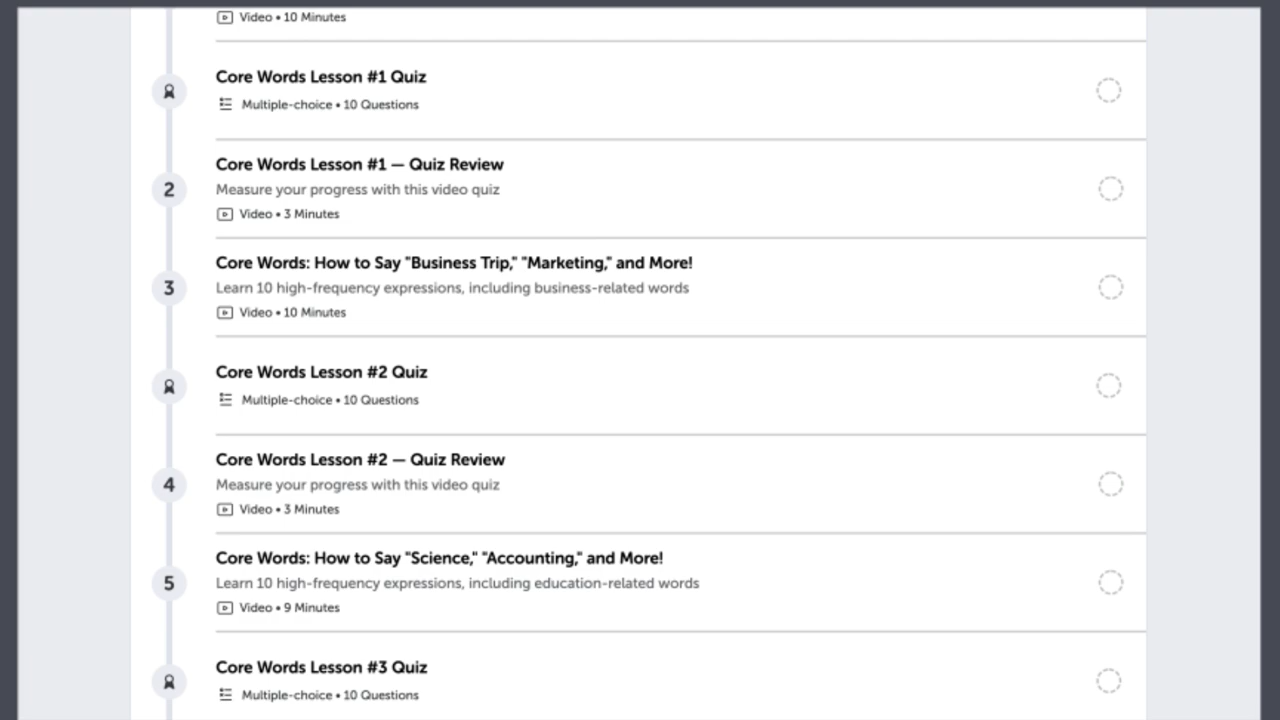 Video • 10 Minutes
Core Words Lesson #1 Quiz
Multiple-choice • 10 Questions
Core Words Lesson #1 — Quiz Review
2
Measure your progress with this video quiz
Video • 3 Minutes
Core Words: How to Say "Business Trip," "Marketing," and More!
3
Learn 10 high-frequency expressions, including business-related words
Video • 10 Minutes
Core Words Lesson #2 Quiz
Multiple-choice • 10 Questions
Core Words Lesson #2 — Quiz Review
4
Measure your progress with this video quiz
Video • 3 Minutes
Core Words: How to Say "Science," "Accounting," and More!
5
Learn 10 high-frequency expressions, including education-related words
Video • 9 Minutes
Core Words Lesson #3 Quiz
Multiple-choice • 10 Questions